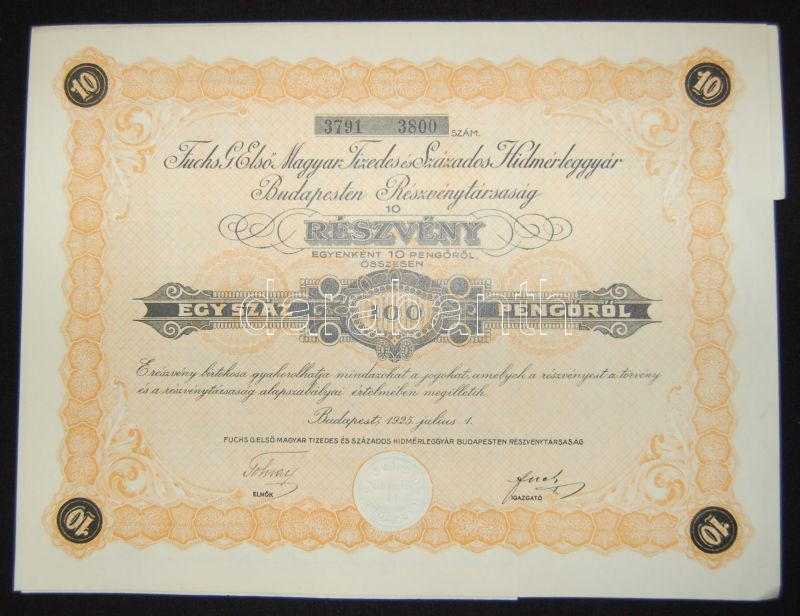 10 10
3791 3800 SZÁM.
Fuchs G. Első Magyar Tizedes és Százados Hidmérleggyár
Budapesten Részvénytársaság
10
RÉSZVÉNY
EGYENKÉNT 10 PENGŐRŐL,
ÖSSZESEN
EGYSZÁZ 100 PENGŐRŐL
E részvény birtokosa gyakorolhatja mindazokat a jogokat, amelyek a részvényest a törvény
és a részvénytársaság alapszabályai értelmében megilletik.
Budapest, 1925. julius 1.
FUCHS G. ELSŐ MAGYAR TIZEDES ÉS SZÁZADOS HIDMÉRLEGGYÁR BUDAPESTEN RÉSZVÉNYTÁRSASÁG
ELNÖK
IGAZGATÓ
10 10
darabanth